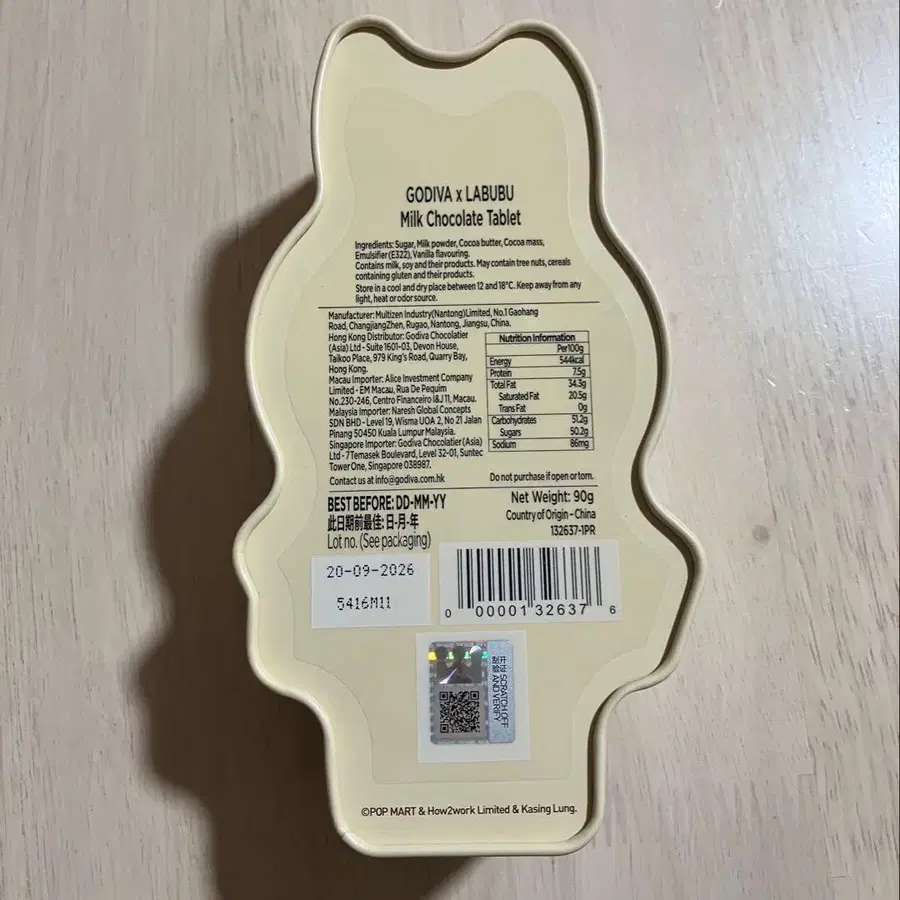 GODIVA x LABUBU
Milk Chocolate Tablet
Ingredients: Sugar, Milk powder, Cocoa butter, Cocoa mass,
Emulsifier (E322), Vanilla flavouring.
Contains milk, soy and their products. May contain tree nuts, cereals
containing gluten and their products.
Store in a cool and dry place between 12 and 18°C. Keep away from any
light, heat or odor source.
Manufacturer: Multizen Industry(Nantong)Limited, No.1 Gaohang
Road, ChangjiangZhen, Rugao, Nantong, Jiangsu, China.
Hong Kong Distributor: Godiva Chocolatier
(Asia) Ltd - Suite 1601-03, Devon House,
Taikoo Place, 979 King's Road, Quarry Bay,
Hong Kong.
Macau Importer: Alice Investment Company
Limited - EM Macau, Rua De Pequim
No.230-246, Centro Financeiro I&J 11, Macau.
Malaysia Importer: Naresh Global Concepts
SDN BHD - Level 19, Wisma UOA 2, No 21 Jalan
Pinang 50450 Kuala Lumpur Malaysia.
Singapore Importer: Godiva Chocolatier (Asia)
Ltd - 7 Temasek Boulevard, Level 32-01, Suntec
Tower One, Singapore 038987.
Contact us at info@godiva.com.hk
Nutrition Information
Per100g
Energy 544kcal
Protein 7.5g
Total Fat 34.3g
Saturated Fat 20.5g
Trans Fat 0g
Carbohydrates 51.2g
Sugars 50.2g
Sodium 86mg
Do not purchase if open or torn.
BEST BEFORE: DD-MM-YY
此日期前最佳: 日-月-年
Lot no. (See packaging)
Net Weight: 90g
Country of Origin - China
132637-1PR
20-09-2026
5416M11
0 00001 32637 6
刮开验证
SCRATCH OFF
AND VERIFY
©POP MART & How2work Limited & Kasing Lung.